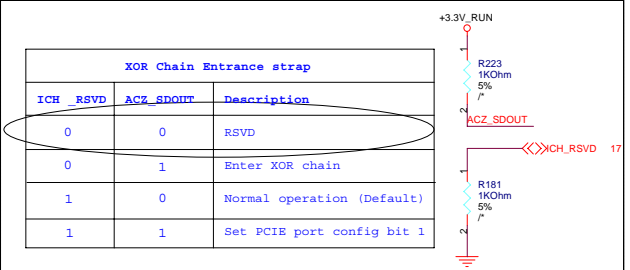 +3.3V_RUN
XOR Chain Entrance strap
ICH _RSVD ACZ_SDOUT Description
0 0 RSVD
0 1 Enter XOR chain
1 0 Normal operation (Default)
1 1 Set PCIE port config bit 1
1
R223
1KOhm
5%
/*
2
ACZ_SDOUT
ICH_RSVD 17
1
R181
1KOhm
5%
/*
2